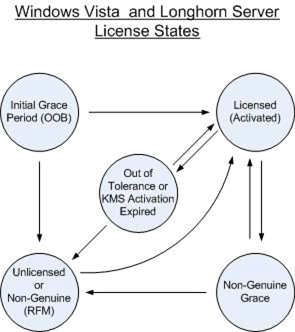 Windows Vista and Longhorn Server
License States
Initial Grace
Period (OOB)
Licensed
(Activated)
Out of
Tolerance or
KMS Activation
Expired
Unlicensed
or
Non-Genuine
(RFM)
Non-Genuine
Grace